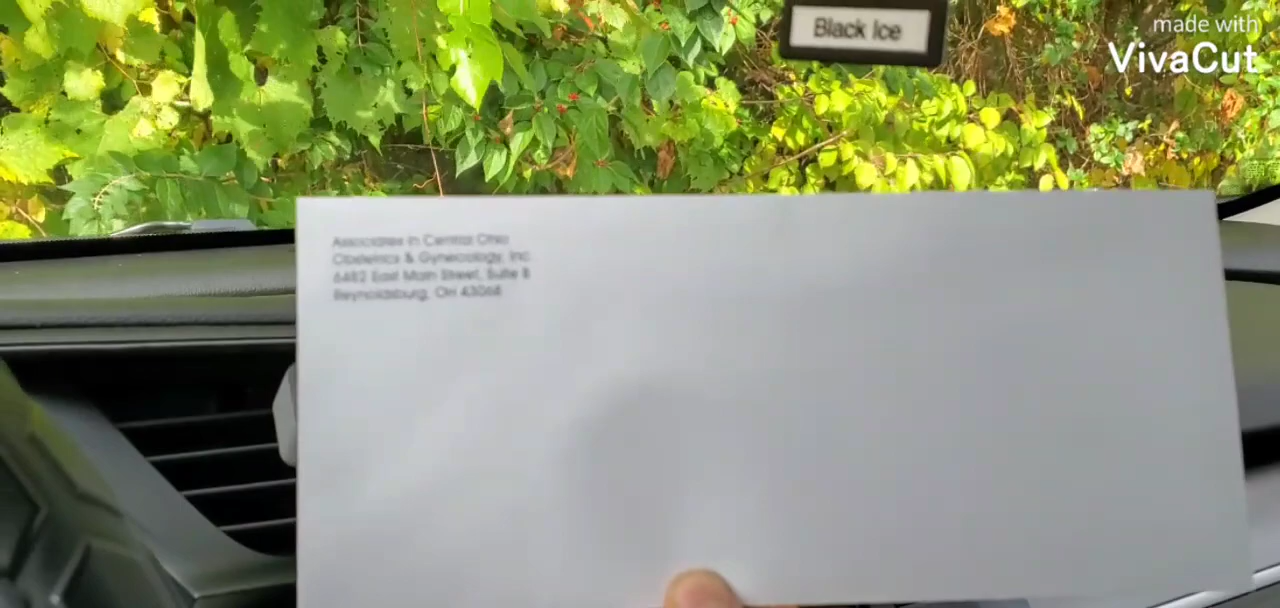 Black Ice
made with
VivaCut
Associates in Central Ohio
Obstetrics & Gynecology, Inc.
6482 East Main Street, Suite B
Reynoldsburg, OH 43068